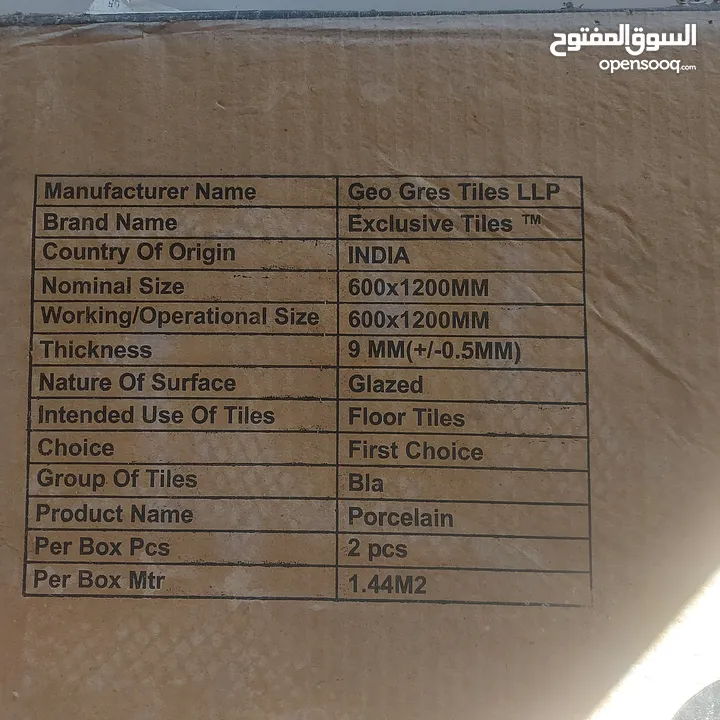 السوق المفتوح
opensooq.com
Manufacturer Name Geo Gres Tiles LLP
Brand Name Exclusive Tiles ™
Country Of Origin INDIA
Nominal Size 600x1200MM
Working/Operational Size 600x1200MM
Thickness 9 MM(+/-0.5MM)
Nature Of Surface Glazed
Intended Use Of Tiles Floor Tiles
Choice First Choice
Group Of Tiles Bla
Product Name Porcelain
Per Box Pcs 2 pcs
Per Box Mtr 1.44M2